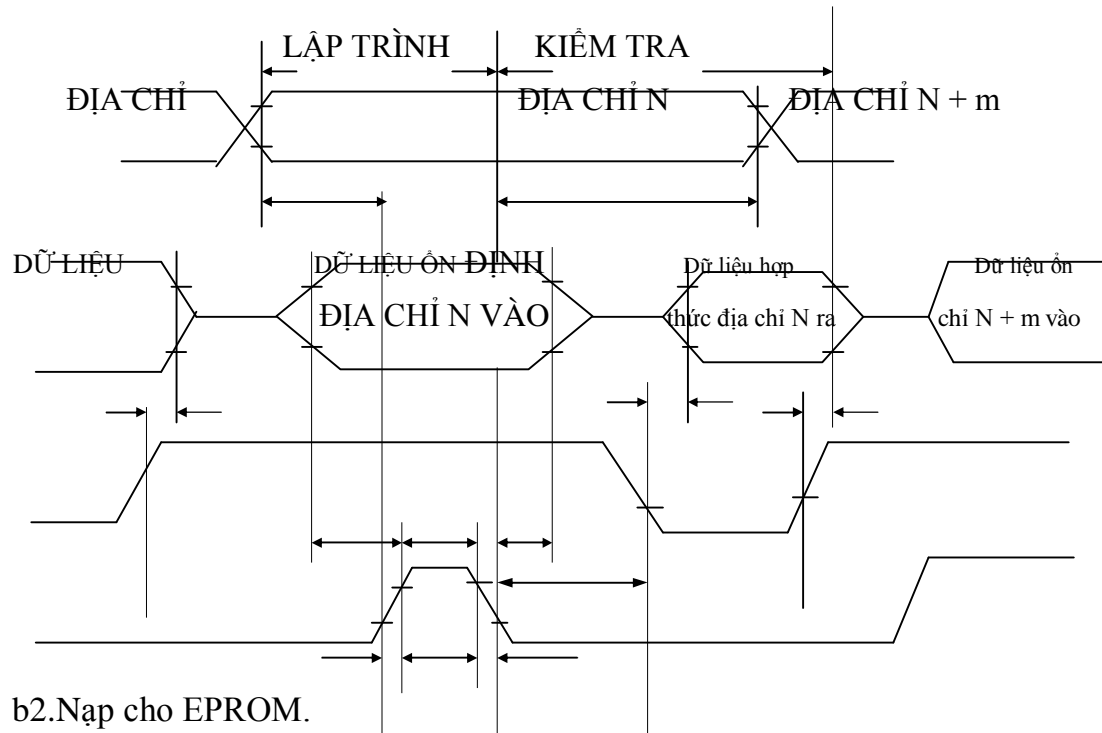 LẬP TRÌNH KIỂM TRA
ĐỊA CHỈ ĐỊA CHỈ N ĐỊA CHỈ N + m
DỮ LIỆU DỮ LIỆU ỔN ĐỊNH Dữ liệu hợp Dữ liệu ổn
ĐỊA CHỈ N VÀO thức địa chỉ N ra chỉ N + m vào
b2.Nạp cho EPROM.